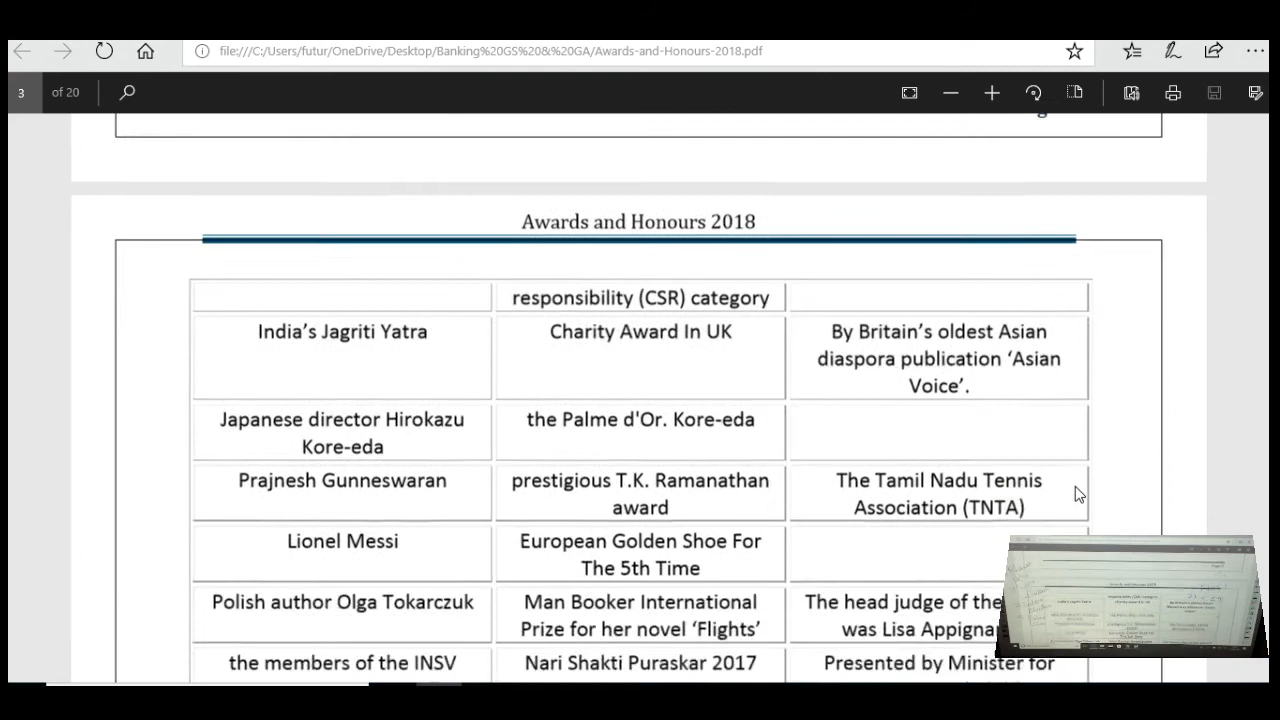 file:///C:/Users/futur/OneDrive/Desktop/Banking%20GS%20&%20GA/Awards-and-Honours-2018.pdf
3 of 20
Awards and Honours 2018
responsibility (CSR) category
India's Jagriti Yatra
Charity Award In UK
By Britain's oldest Asian
diaspora publication ‘Asian
Voice’.
Japanese director Hirokazu
Kore-eda
the Palme d'Or. Kore-eda
Prajnesh Gunneswaran
prestigious T.K. Ramanathan
award
The Tamil Nadu Tennis
Association (TNTA)
Lionel Messi
European Golden Shoe For
The 5th Time
Polish author Olga Tokarczuk
Man Booker International
Prize for her novel ‘Flights’
The head judge of the
was Lisa
the members of the INSV
Nari Shakti Puraskar 2017
Presented by Minister for